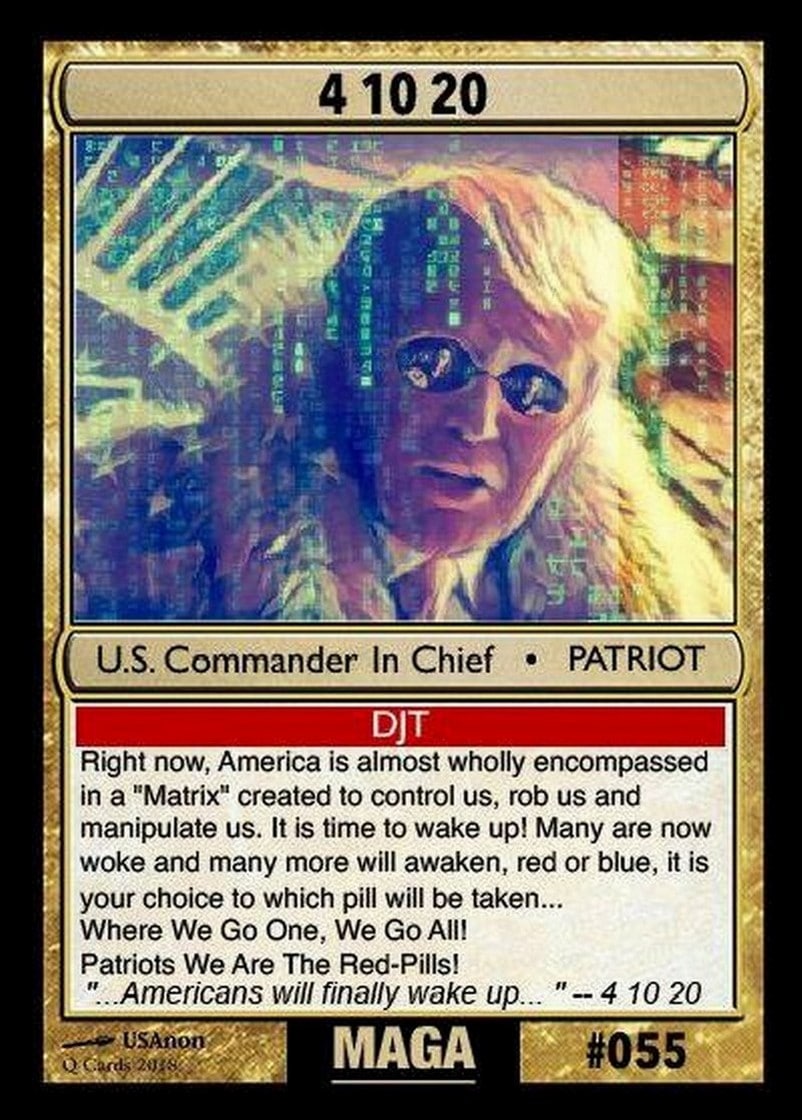 4 10 20
U.S. Commander In Chief • PATRIOT
DJT
Right now, America is almost wholly encompassed
in a "Matrix" created to control us, rob us and
manipulate us. It is time to wake up! Many are now
woke and many more will awaken, red or blue, it is
your choice to which pill will be taken...
Where We Go One, We Go All!
Patriots We Are The Red-Pills!
"...Americans will finally wake up... " -- 4 10 20
USAnon
Q Cards 2018
MAGA
#055